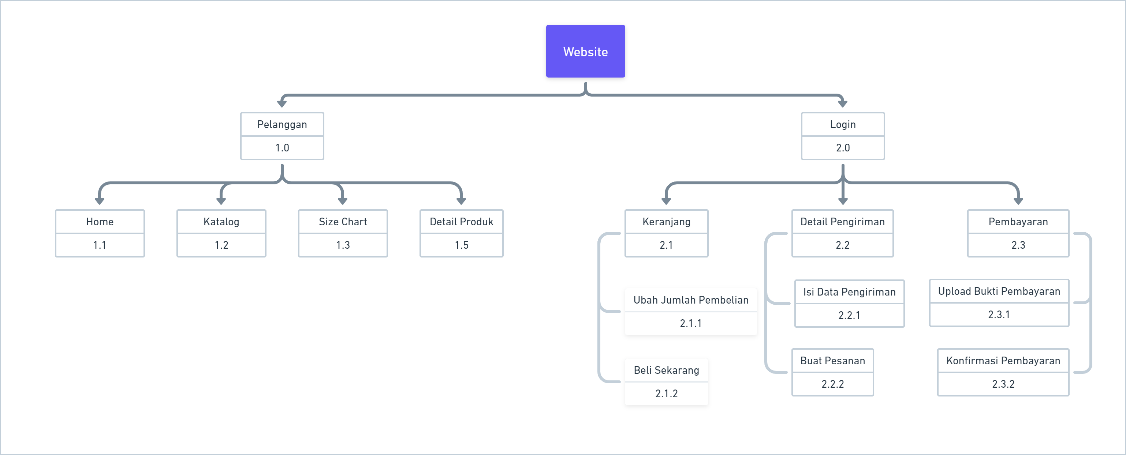 Website
Pelanggan
1.0
Login
2.0
Home
1.1
Katalog
1.2
Size Chart
1.3
Detail Produk
1.5
Keranjang
2.1
Detail Pengiriman
2.2
Pembayaran
2.3
Ubah Jumlah Pembelian
2.1.1
Beli Sekarang
2.1.2
Isi Data Pengiriman
2.2.1
Buat Pesanan
2.2.2
Upload Bukti Pembayaran
2.3.1
Konfirmasi Pembayaran
2.3.2